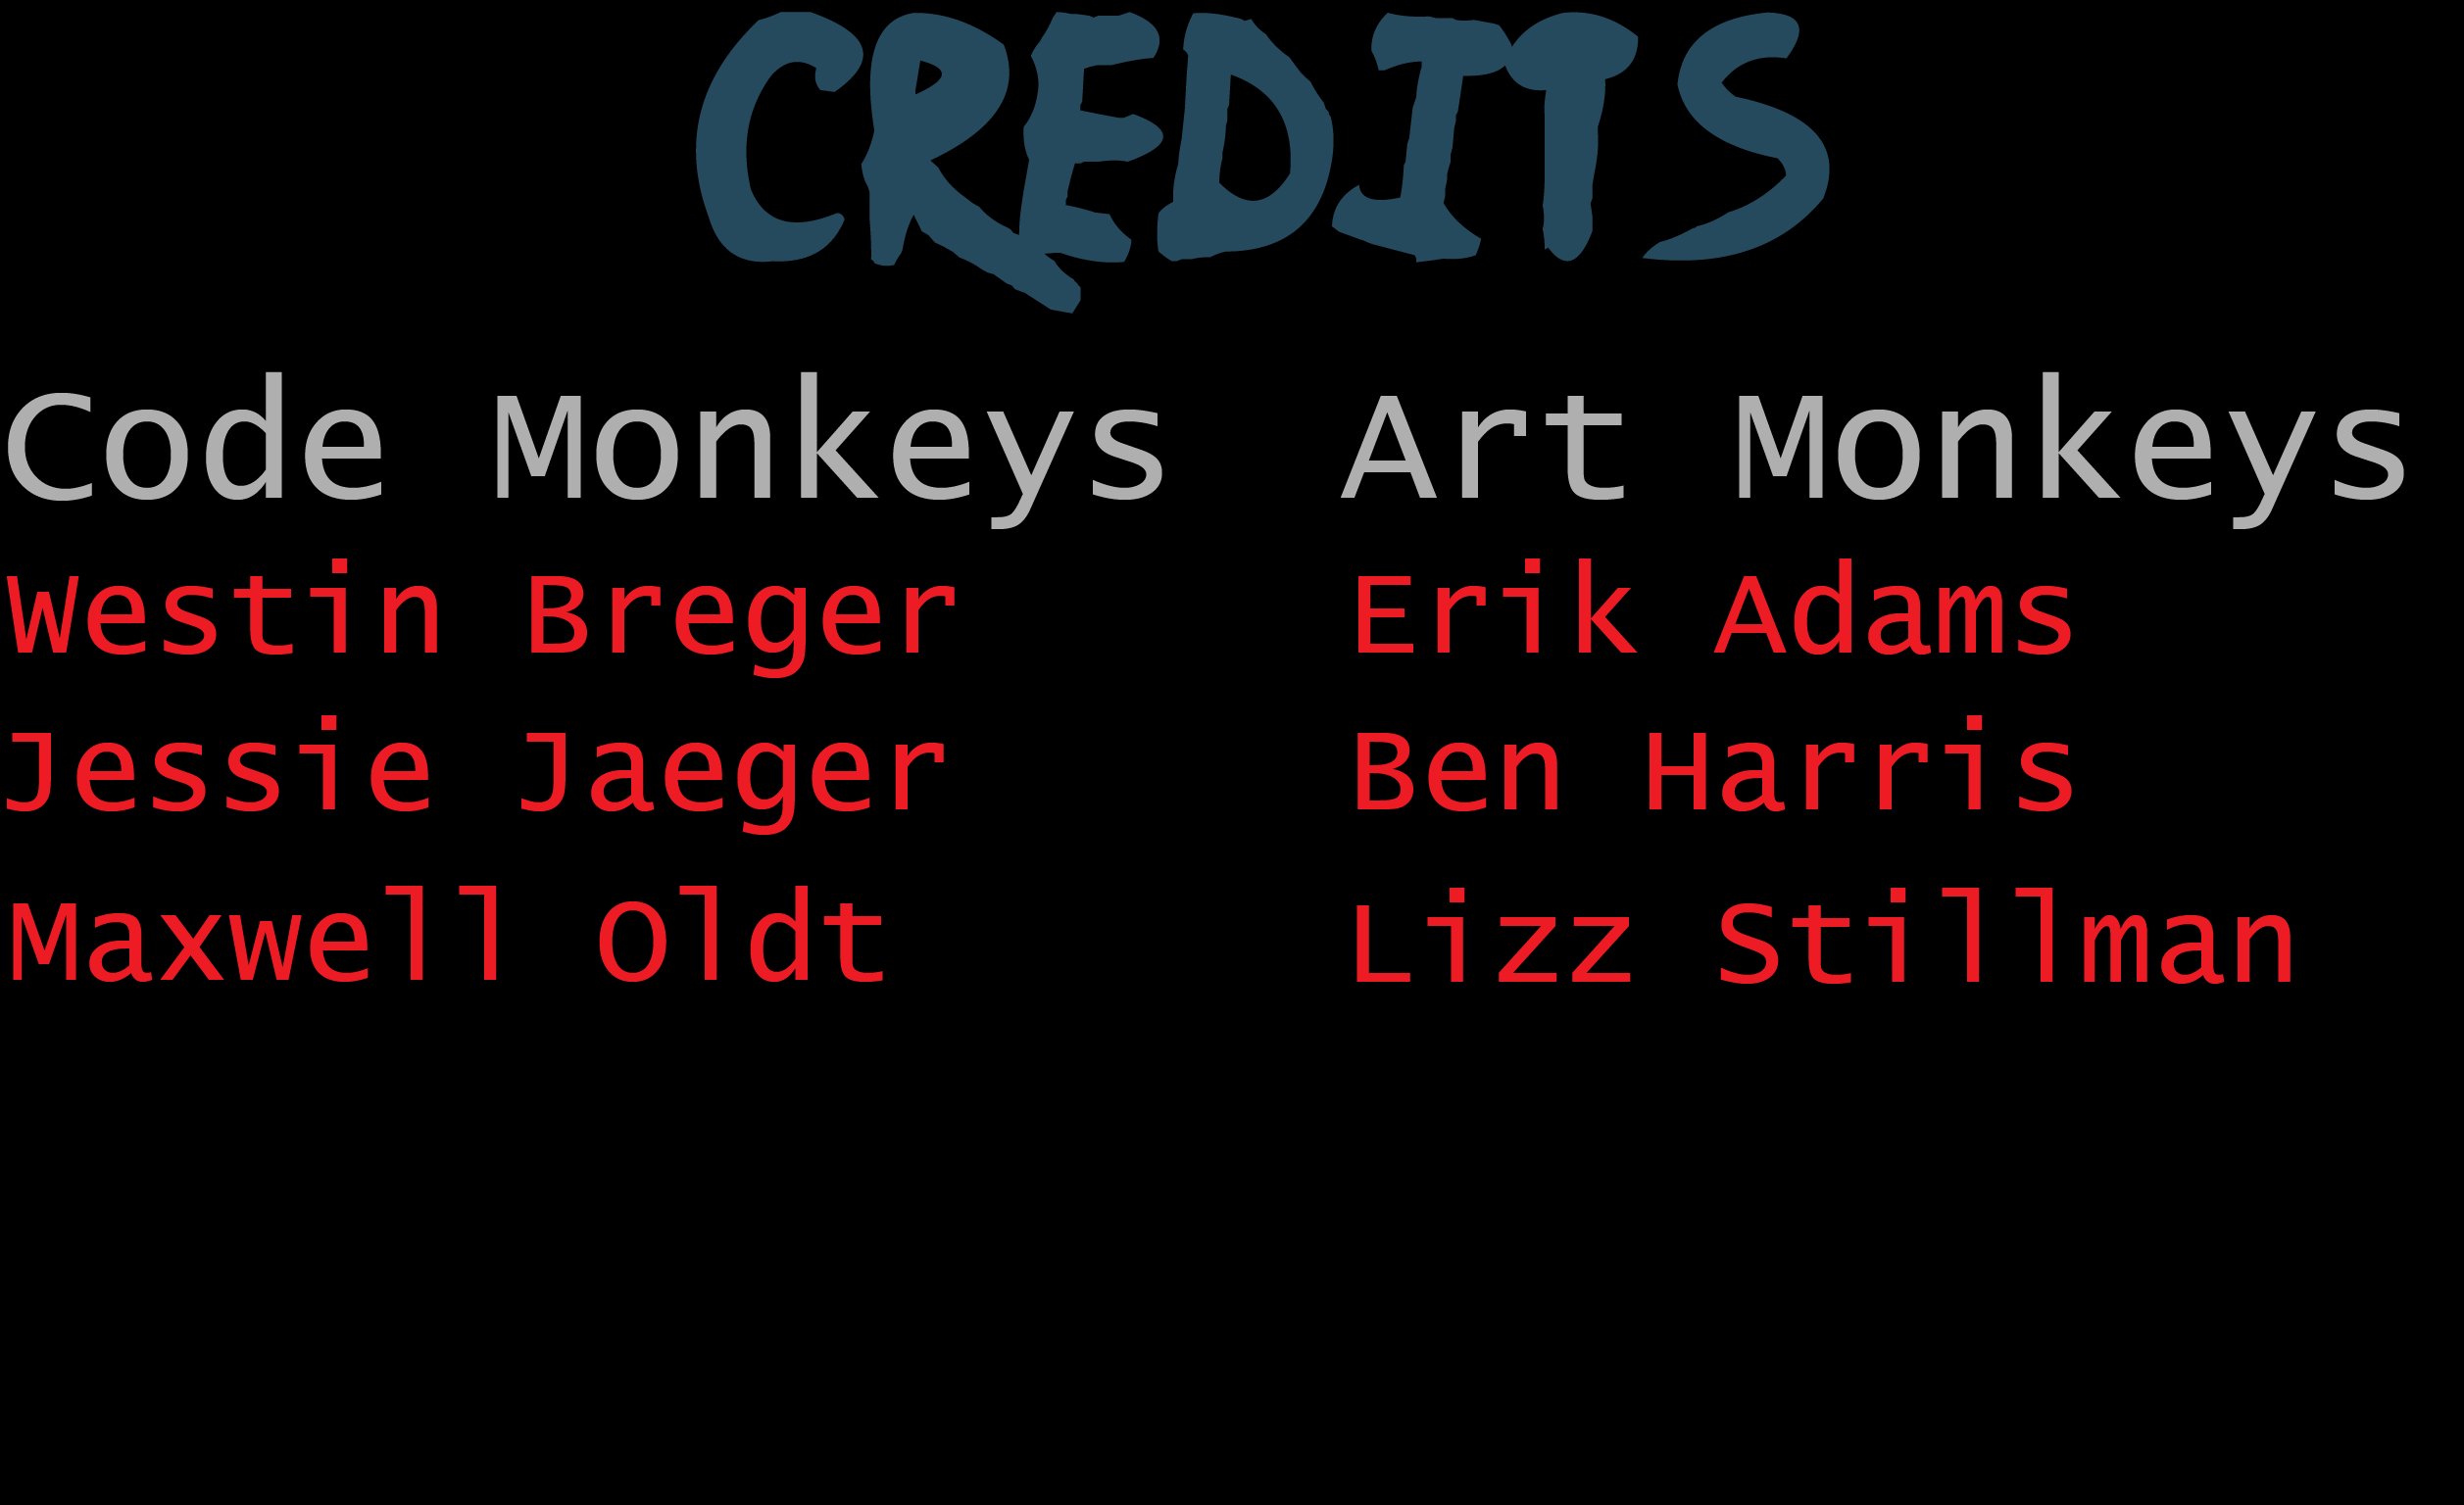 CREDITS
Code Monkeys
Westin Breger
Jessie Jaeger
Maxwell Oldt
Art Monkeys
Erik Adams
Ben Harris
Lizz Stillman